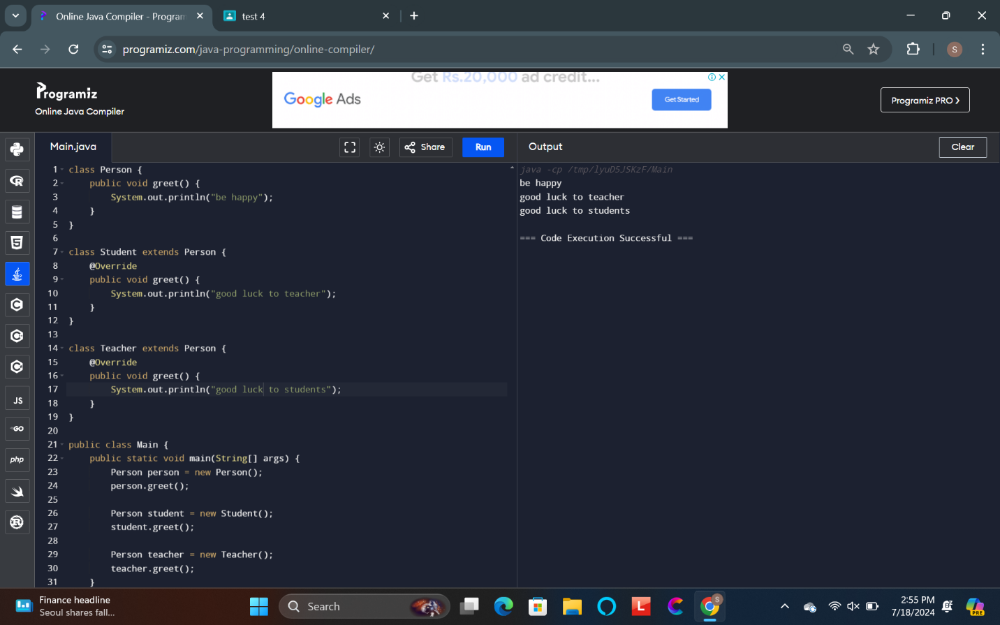 Online Java Compiler - Program
test 4
programiz.com/java-programming/online-compiler/
S
Programiz
Online Java Compiler
Get Rs.20,000 ad credit...
Google Ads
Get Started
Programiz PRO
Main.java
Share
Run
Output
Clear
1 class Person {
2 public void greet() {
3 System.out.println("be happy");
4 }
5 }
6
7 class Student extends Person {
8 @Override
9 public void greet() {
10 System.out.println("good luck to teacher");
11 }
12 }
13
14 class Teacher extends Person {
15 @Override
16 public void greet() {
17 System.out.println("good luck to students");
18 }
19 }
20
21 public class Main {
22 public static void main(String[] args) {
23 Person person = new Person();
24 person.greet();
25
26 Person student = new Student();
27 student.greet();
28
29 Person teacher = new Teacher();
30 teacher.greet();
31 }
java -cp /tmp/lyuD5JSKzF/Main
be happy
good luck to teacher
good luck to students
=== Code Execution Successful ===
JS
GO
php
Finance headline
Seoul shares fall...
Search
L
S
2:55 PM
7/18/2024
PRE